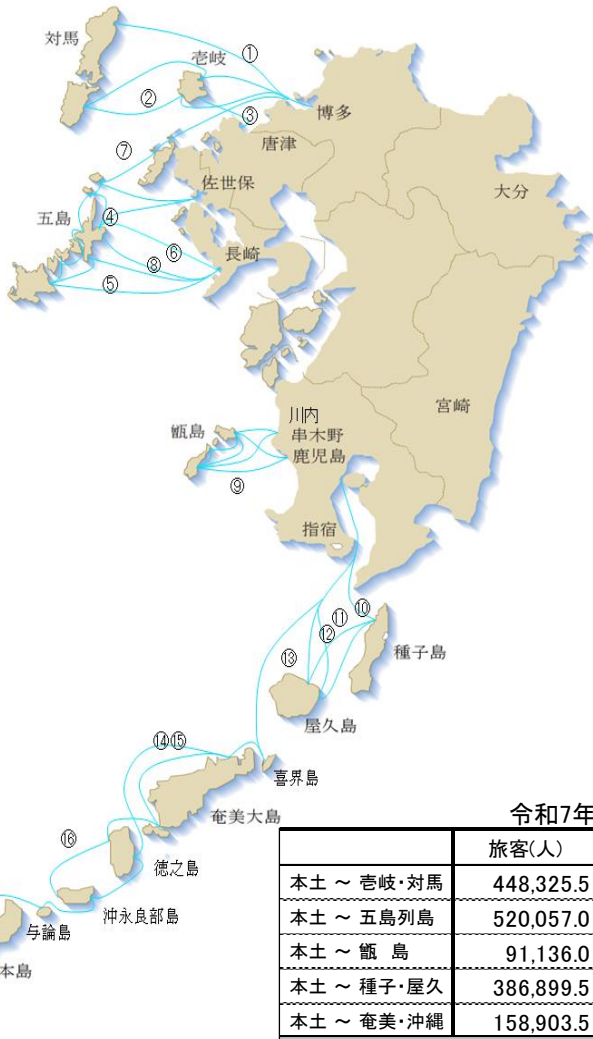 対馬
壱岐
①
②
③
博多
唐津
⑦
佐世保
大分
五島
④
⑥
長崎
⑧
⑤
宮崎
川内
甑島
串木野
鹿児島
⑨
指宿
⑩
⑪
⑫
種子島
⑬
屋久島
⑭⑮
喜界島
奄美大島
⑯
徳之島
沖永良部島
与論島
本島
令和7年
旅客(人)
本土 ～ 壱岐・対馬 448,325.5
本土 ～ 五島列島 520,057.0
本土 ～ 甑 島 91,136.0
本土 ～ 種子・屋久 386,899.5
本土 ～ 奄美・沖縄 158,903.5